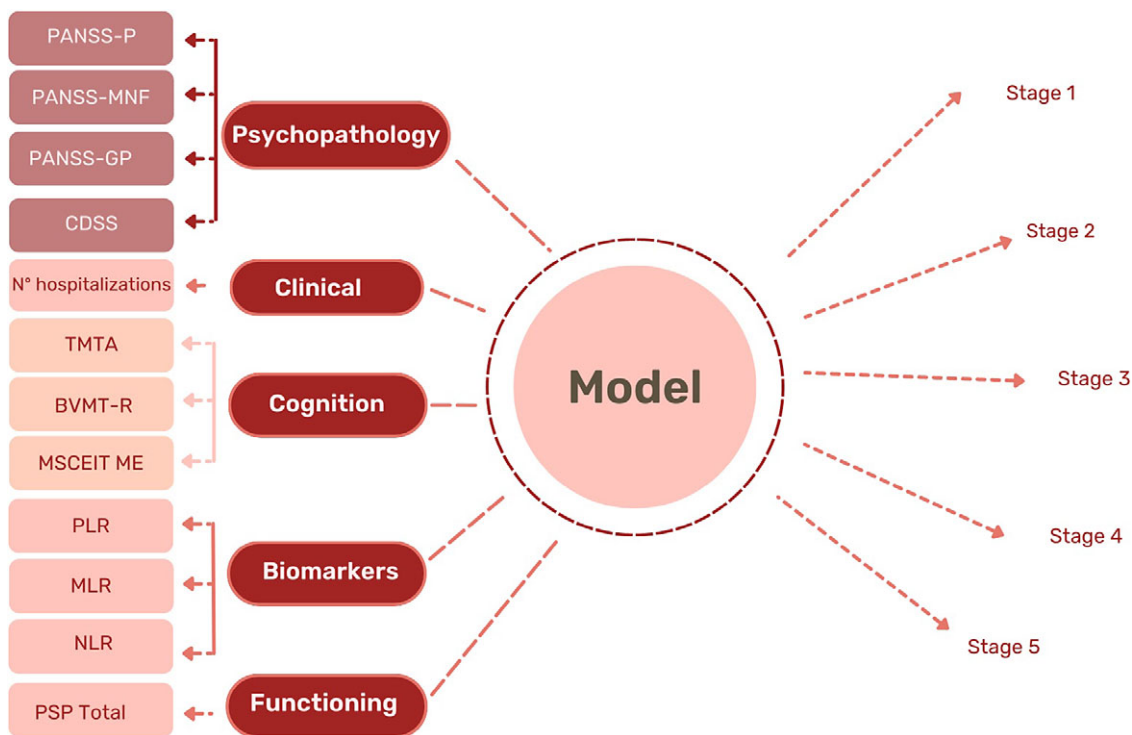 PANSS-P
PANSS-MNF
PANSS-GP
CDSS
N° hospitalizations
TMTA
BVMT-R
MSCEIT ME
PLR
MLR
NLR
PSP Total
Psychopathology
Clinical
Cognition
Biomarkers
Functioning
Model
Stage 1
Stage 2
Stage 3
Stage 4
Stage 5